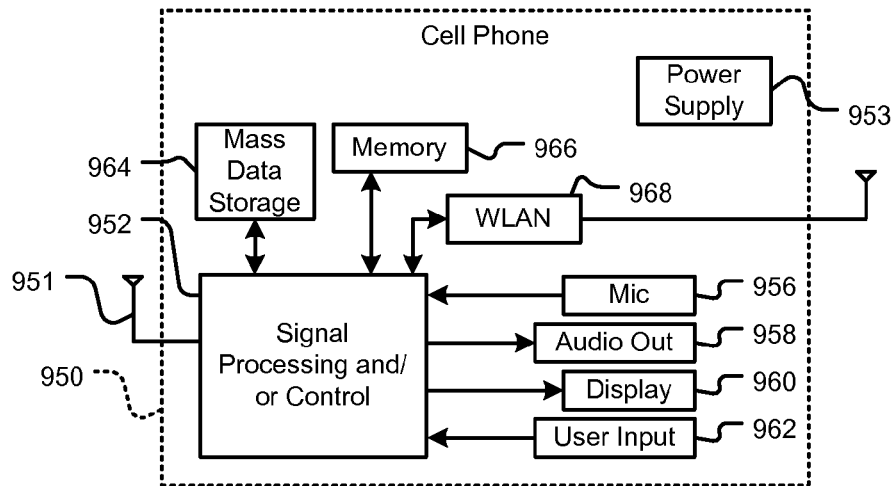 Cell Phone
Power
Supply
953
Mass
Data
Storage
964
Memory
966
968
WLAN
952
951
Mic
956
Signal
Processing and/
or Control
Audio Out
958
950
Display
960
User Input
962